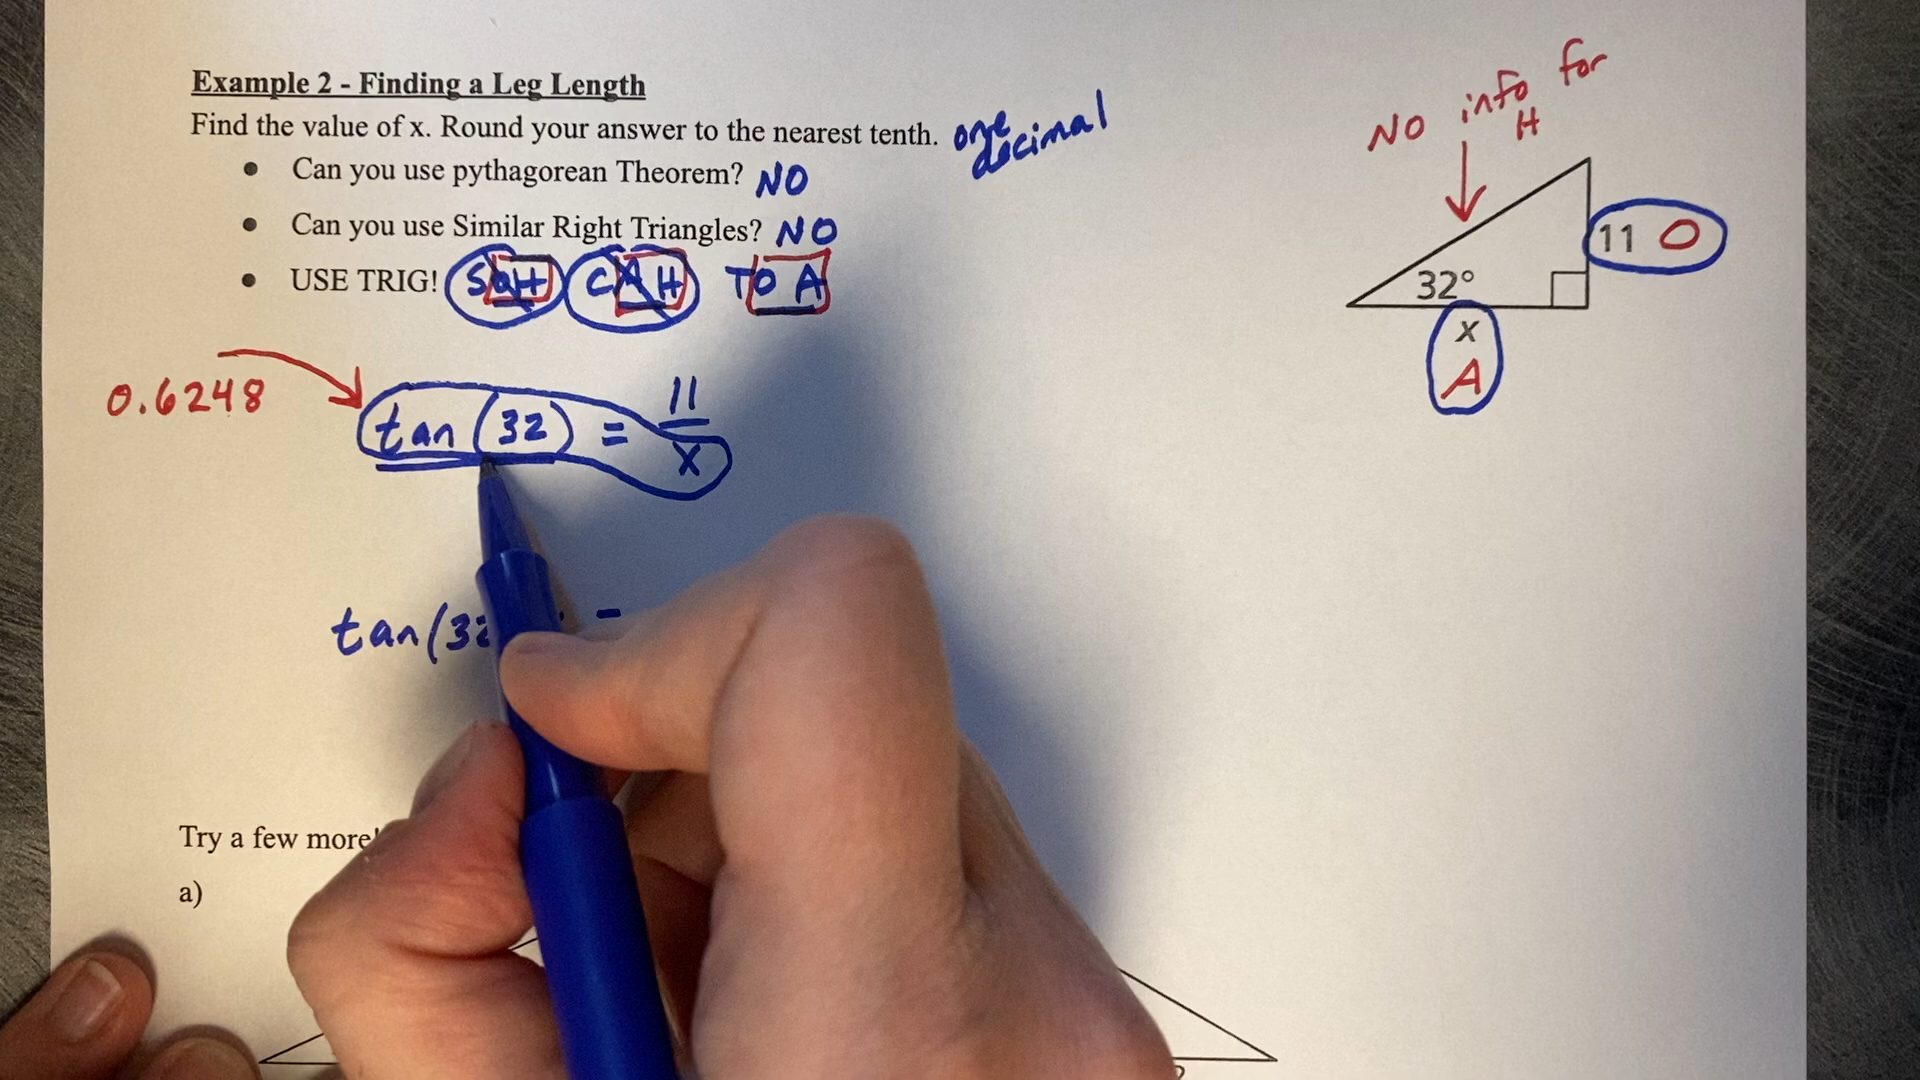 Example 2 - Finding a Leg Length
Find the value of x. Round your answer to the nearest tenth. one decimal
• Can you use pythagorean Theorem? NO
• Can you use Similar Right Triangles? NO
• USE TRIG! SOH CAH TOA
No info for H
11 O
32°
x
A
0.6248
tan (32) = 11
x
tan(32
Try a few more!
a)